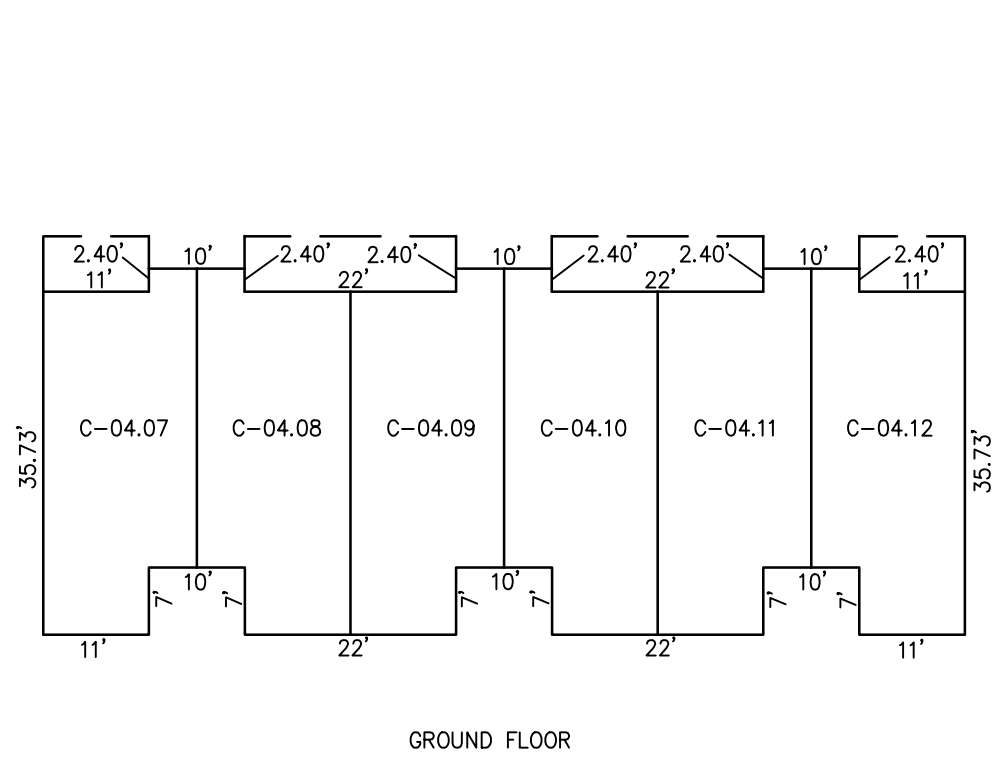 2.40' 10' 2.40' 2.40' 10' 2.40' 2.40' 10' 2.40'
11' 22' 22' 11'
C-04.07 C-04.08 C-04.09 C-04.10 C-04.11 C-04.12
35.73' 35.73'
10' 10' 10'
7' 7' 7' 7' 7' 7'
11' 22' 22' 11'
GROUND FLOOR